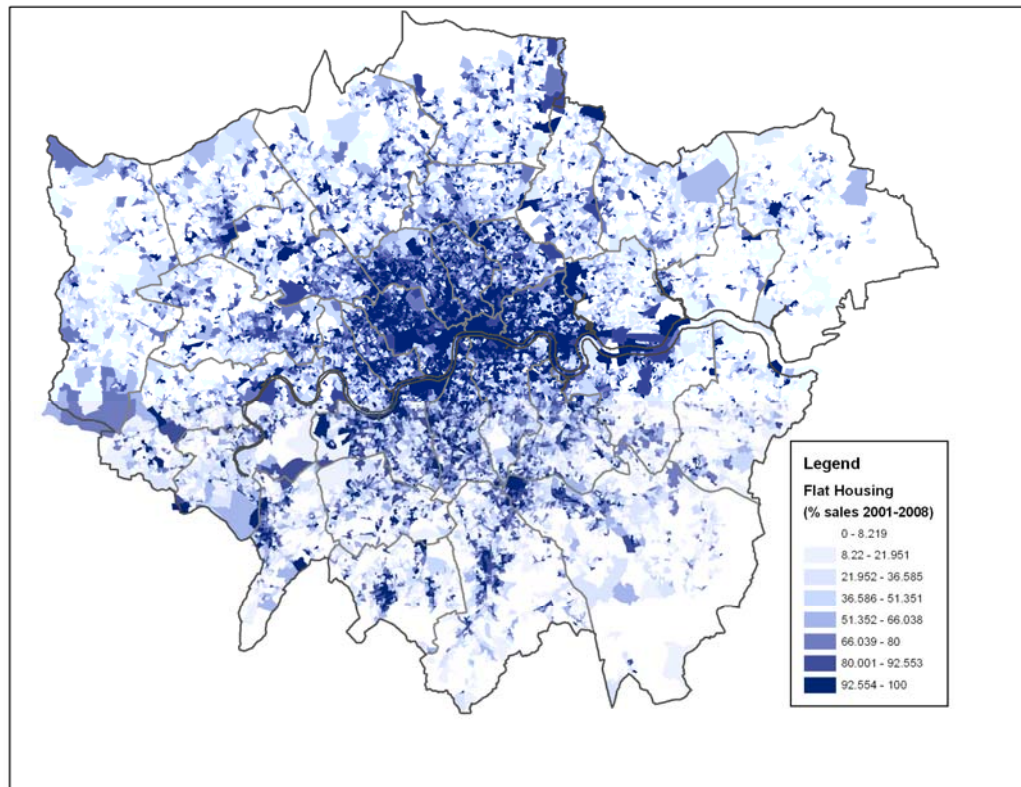 Legend
Flat Housing
(% sales 2001-2008)
0 - 8.219
8.22 - 21.951
21.952 - 36.585
36.586 - 51.351
51.352 - 66.038
66.039 - 80
80.001 - 92.553
92.554 - 100